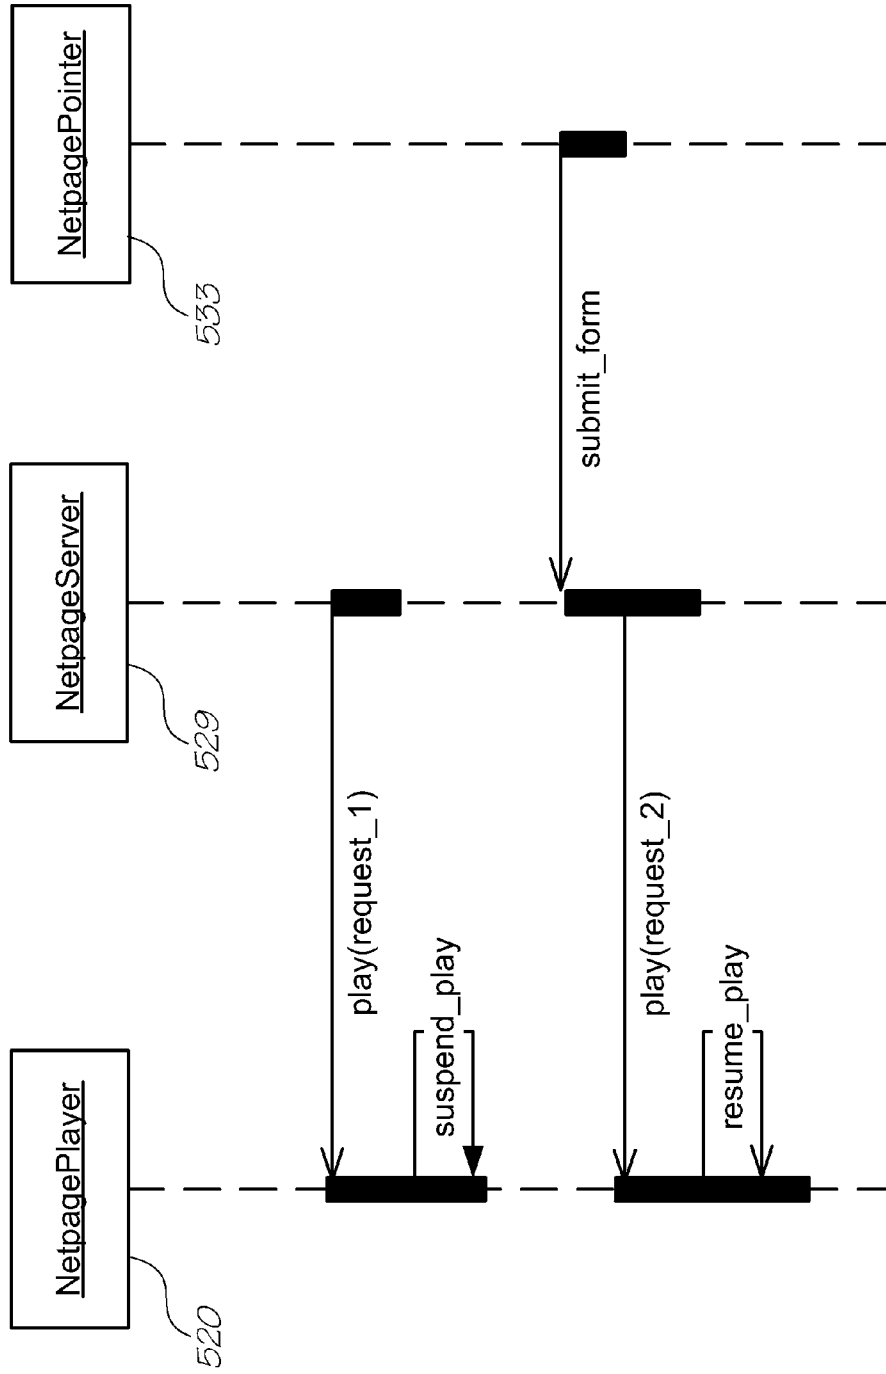 NetpagePlayer
520
NetpageServer
529
NetpagePointer
533
play(request_1)
suspend_play
submit_form
play(request_2)
resume_play